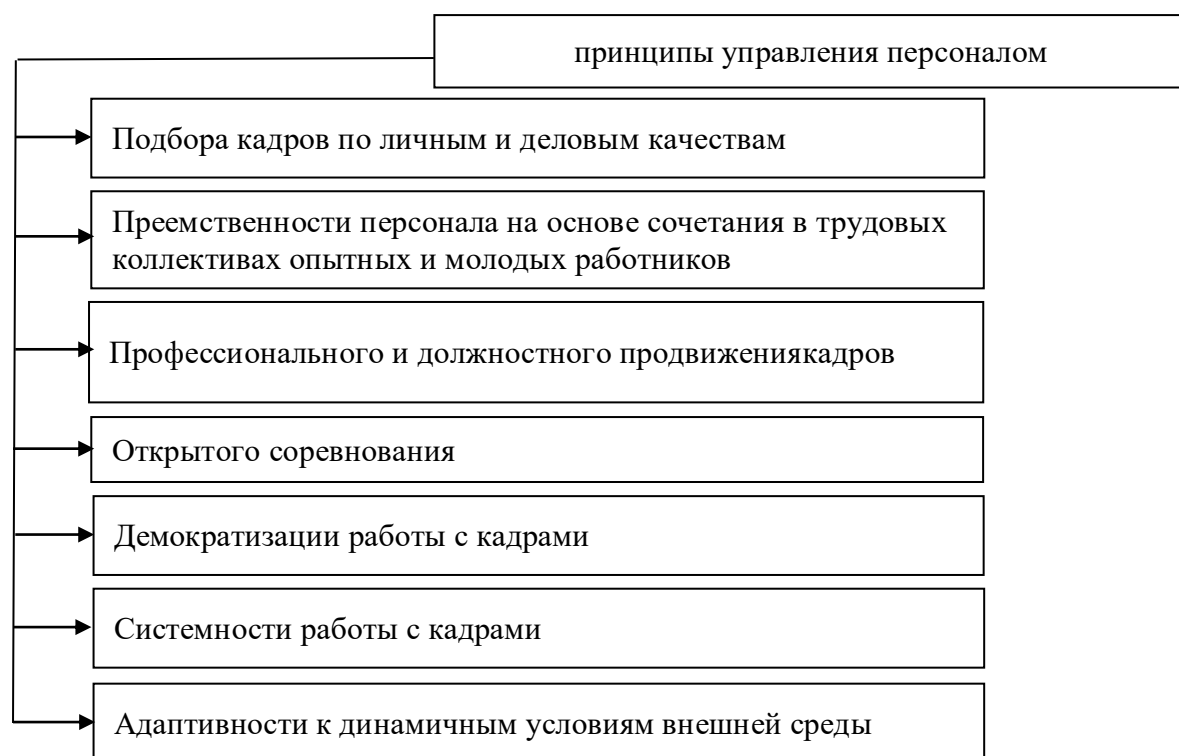 принципы управления персоналом
Подбора кадров по личным и деловым качествам
Преемственности персонала на основе сочетания в трудовых
коллективах опытных и молодых работников
Профессионального и должностного продвижениякадров
Открытого соревнования
Демократизации работы с кадрами
Системности работы с кадрами
Адаптивности к динамичным условиям внешней среды